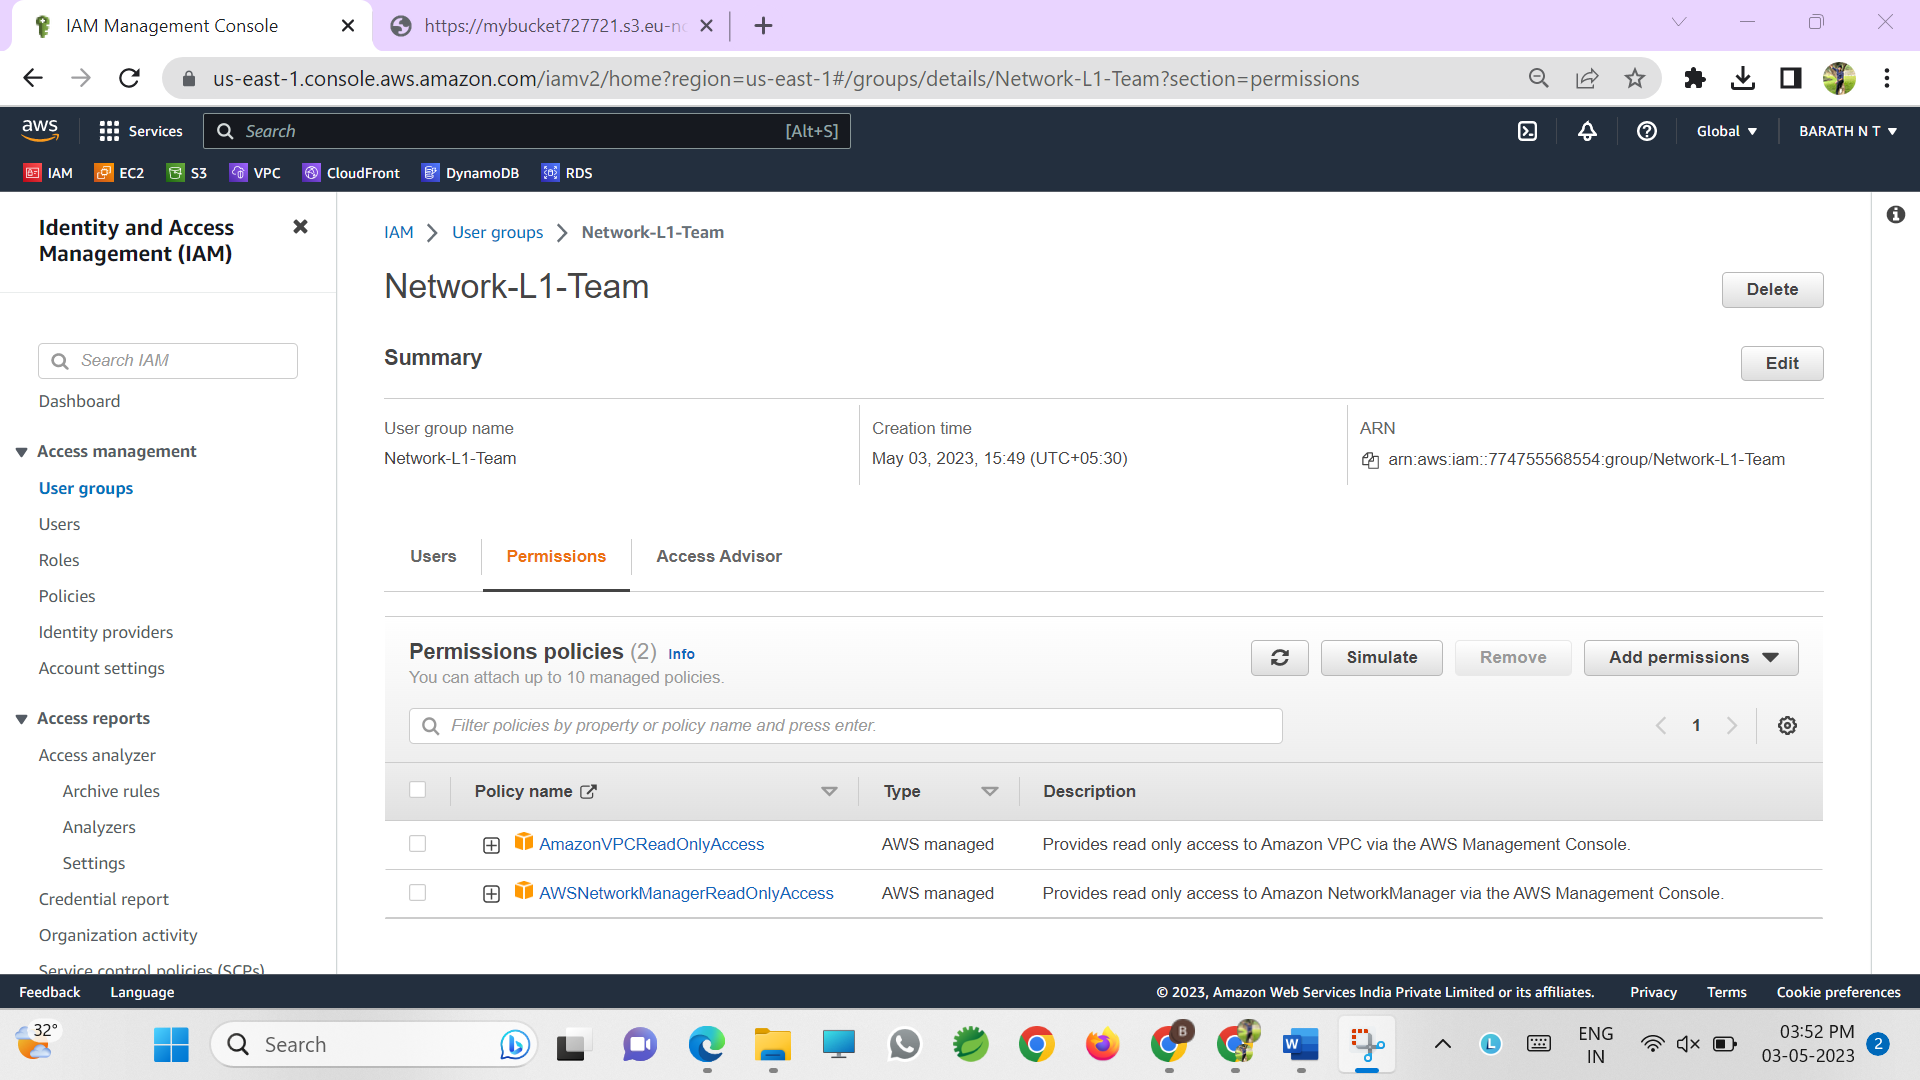 IAM Management Console
https://mybucket727721.s3.eu-no
us-east-1.console.aws.amazon.com/iamv2/home?region=us-east-1#/groups/details/Network-L1-Team?section=permissions
aws
Services
Search
[Alt+S]
Global
BARATH N T
IAM
EC2
S3
VPC
CloudFront
DynamoDB
RDS
Identity and Access
Management (IAM)
Search IAM
Dashboard
Access management
User groups
Users
Roles
Policies
Identity providers
Account settings
Access reports
Access analyzer
Archive rules
Analyzers
Settings
Credential report
Organization activity
Service control policies (SCPs)
IAM
User groups
Network-L1-Team
Network-L1-Team
Delete
Summary
Edit
User group name
Network-L1-Team
Creation time
May 03, 2023, 15:49 (UTC+05:30)
ARN
arn:aws:iam::774755568554:group/Network-L1-Team
Users
Permissions
Access Advisor
Permissions policies (2) Info
You can attach up to 10 managed policies.
Simulate
Remove
Add permissions
Filter policies by property or policy name and press enter.
1
Policy name
Type
Description
AmazonVPCReadOnlyAccess
AWS managed
Provides read only access to Amazon VPC via the AWS Management Console.
AWSNetworkManagerReadOnlyAccess
AWS managed
Provides read only access to Amazon NetworkManager via the AWS Management Console.
Feedback
Language
© 2023, Amazon Web Services India Private Limited or its affiliates.
Privacy
Terms
Cookie preferences
32°
Search
B
W
L
ENG
IN
03:52 PM
03-05-2023
2